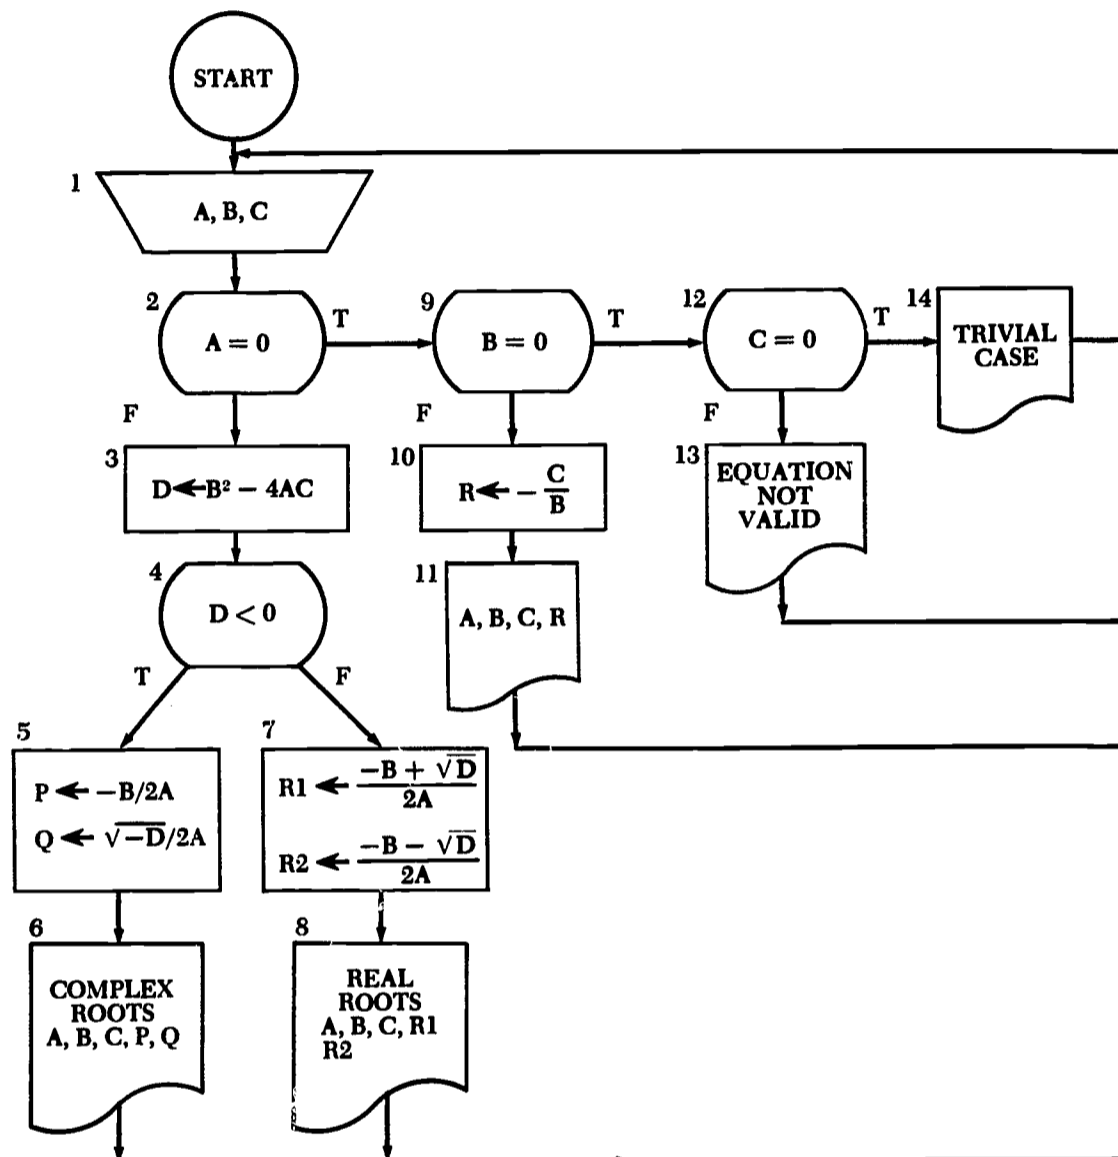 START
1
A, B, C
2
A = 0
T
F
9
B = 0
T
F
12
C = 0
T
F
14
TRIVIAL
CASE
3
D ← B² − 4AC
10
R ← − C/B
13
EQUATION
NOT
VALID
4
D < 0
T
F
11
A, B, C, R
5
P ← −B/2A
Q ← √−D/2A
7
R1 ← −B + √D / 2A
R2 ← −B − √D / 2A
6
COMPLEX
ROOTS
A, B, C, P, Q
8
REAL
ROOTS
A, B, C, R1
R2